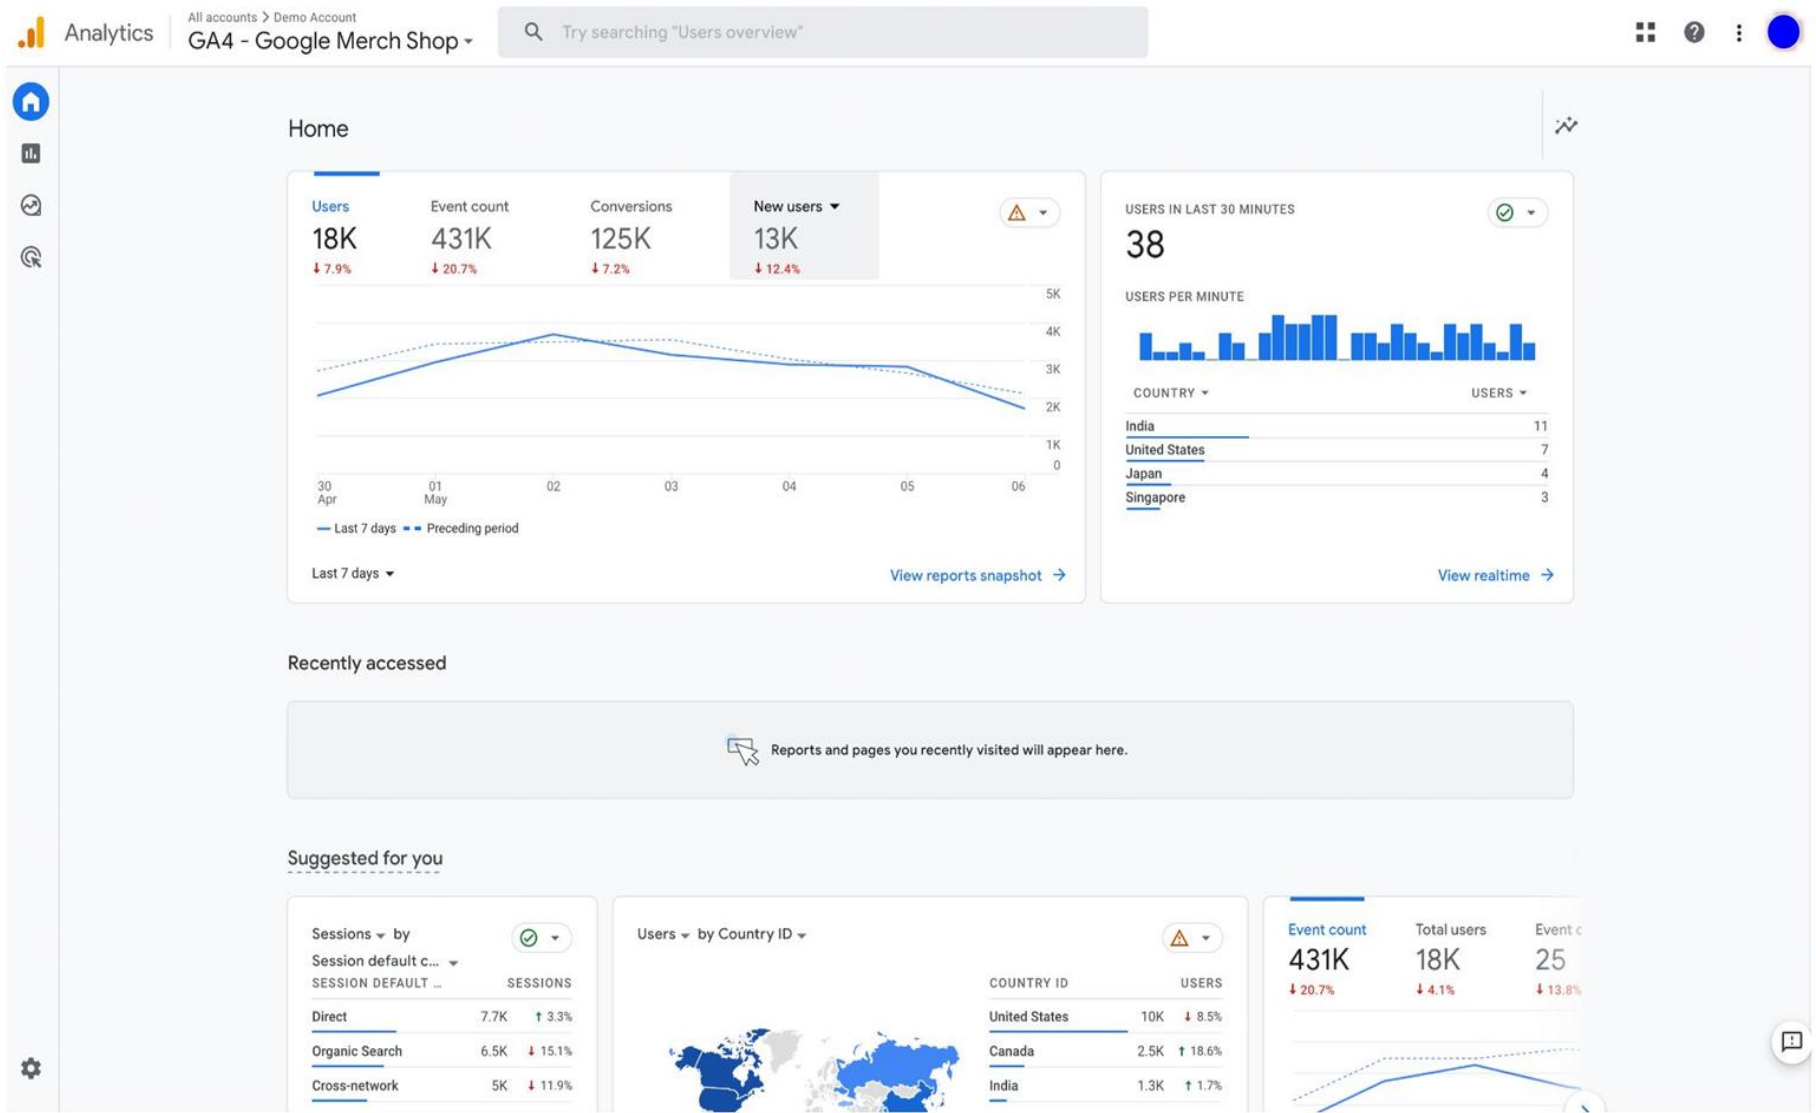 Analytics
All accounts > Demo Account
GA4 - Google Merch Shop
Try searching "Users overview"
Home
Users
18K
7.9%
Event count
431K
20.7%
Conversions
125K
7.2%
New users
13K
12.4%
5K
4K
3K
2K
1K
0
30 Apr
01 May
02
03
04
05
06
Last 7 days
Preceding period
Last 7 days
View reports snapshot
USERS IN LAST 30 MINUTES
38
USERS PER MINUTE
COUNTRY USERS
India 11
United States 7
Japan 4
Singapore 3
View realtime
Recently accessed
Reports and pages you recently visited will appear here.
Suggested for you
Sessions by
Session default c...
SESSION DEFAULT ... SESSIONS
Direct 7.7K 3.3%
Organic Search 6.5K 15.1%
Cross-network 5K 11.9%
Users by Country ID
COUNTRY ID USERS
United States 10K 8.5%
Canada 2.5K 18.6%
India 1.3K 1.7%
Event count
431K
20.7%
Total users
18K
4.1%
Event
25
13.8%